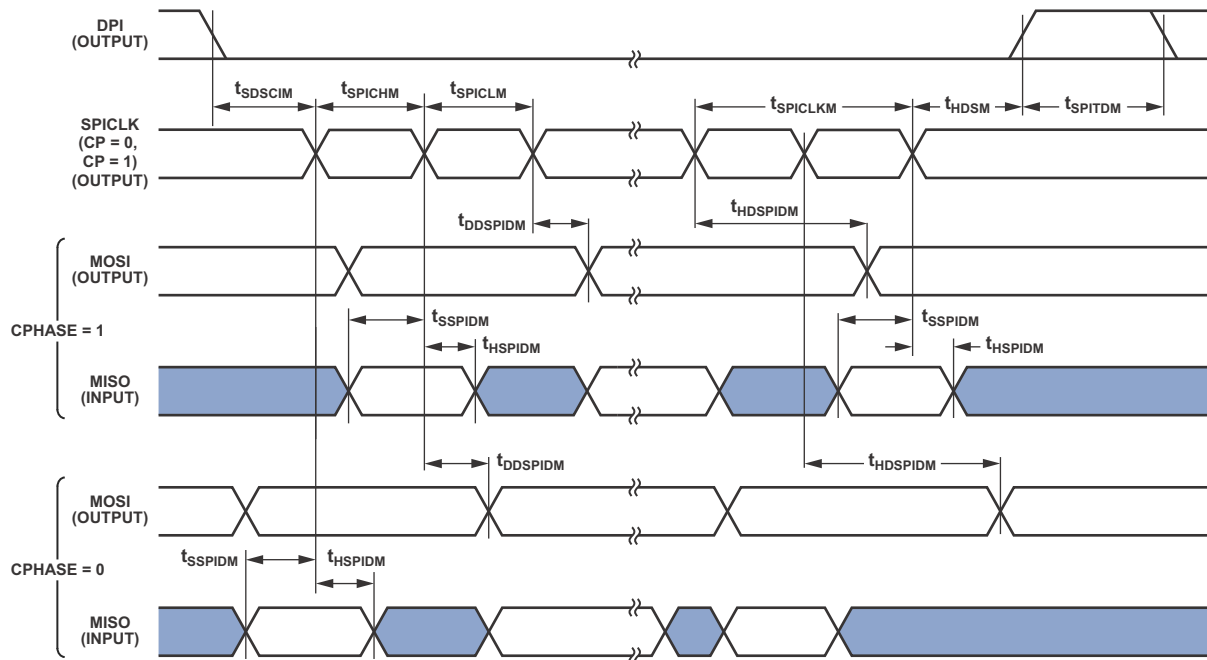 DPI
(OUTPUT)
tSDSCIM
tSPICHM
tSPICLM
tSPICLKM
tHDSM
tSPITDM
SPICLK
(CP = 0,
CP = 1)
(OUTPUT)
tDDSPIDM
tHDSPIDM
MOSI
(OUTPUT)
CPHASE = 1
tSSPIDM
tSSPIDM
tHSPIDM
tHSPIDM
MISO
(INPUT)
tDDSPIDM
tHDSPIDM
MOSI
(OUTPUT)
tSSPIDM
tHSPIDM
CPHASE = 0
MISO
(INPUT)